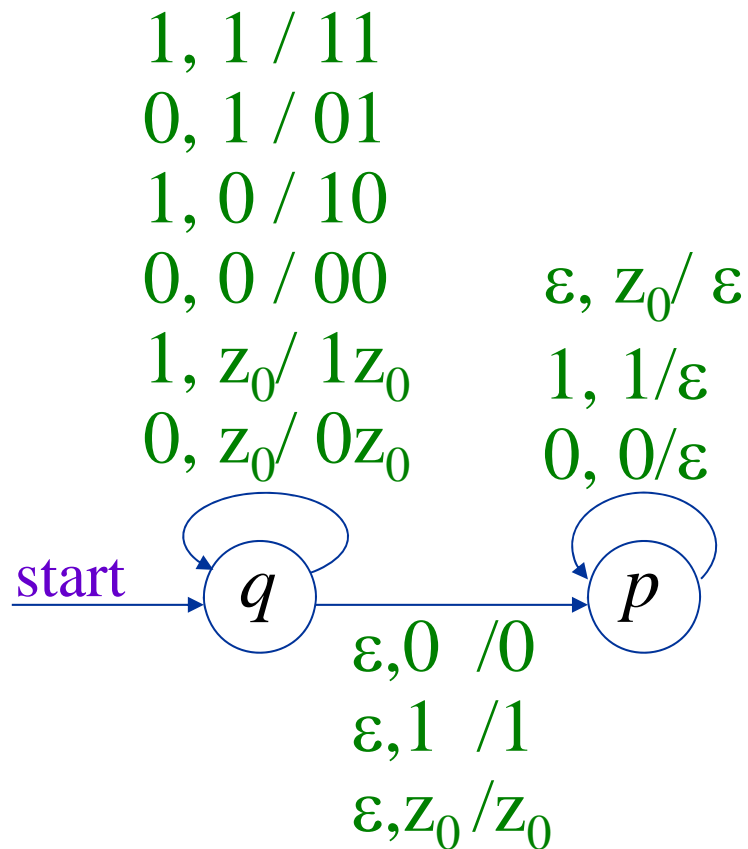 1, 1 / 11
0, 1 / 01
1, 0 / 10
0, 0 / 00
1, z₀/ 1z₀
0, z₀/ 0z₀
ε, z₀/ ε
1, 1/ε
0, 0/ε
start
q
p
ε,0 /0
ε,1 /1
ε,z₀ /z₀